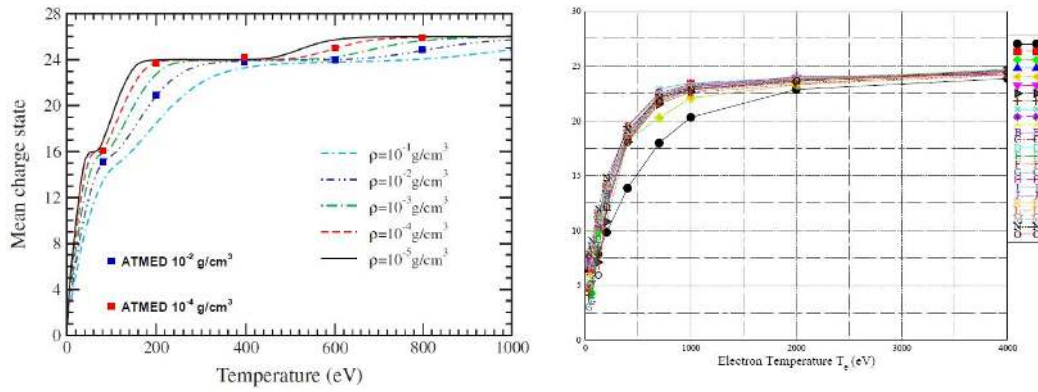 28
24
20
16
12
8
4
0
0
200
400
600
800
1000
Mean charge state
Temperature (eV)
ρ=10⁻¹g/cm³
ρ=10⁻²g/cm³
ρ=10⁻³g/cm³
ρ=10⁻⁴g/cm³
ρ=10⁻⁵g/cm³
ATMED 10⁻² g/cm³
ATMED 10⁻⁴ g/cm³
30
25
20
15
10
5
0
0
1000
2000
3000
4000
Electron Temperature Tₑ (eV)